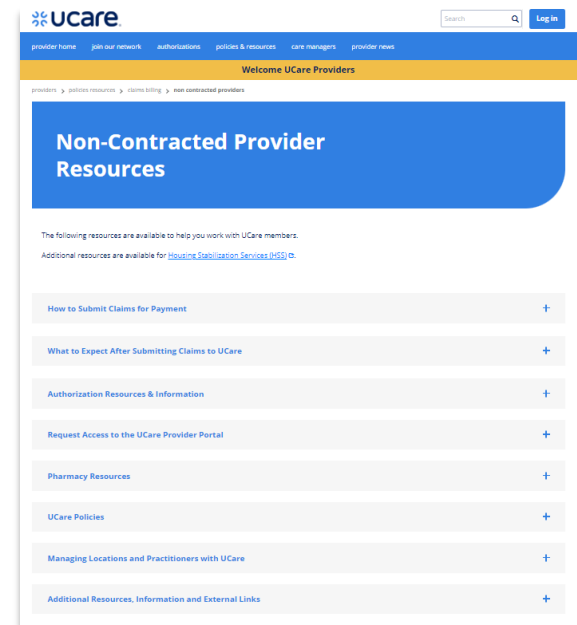 ucare.
Search
Log in
provider home join our network authorizations policies & resources care managers provider news
Welcome UCare Providers
providers > policies resources > claims billing > non contracted providers
Non-Contracted Provider
Resources
The following resources are available to help you work with UCare members.
Additional resources are available for Housing Stabilization Services (HSS).
How to Submit Claims for Payment +
What to Expect After Submitting Claims to UCare +
Authorization Resources & Information +
Request Access to the UCare Provider Portal +
Pharmacy Resources +
UCare Policies +
Managing Locations and Practitioners with UCare +
Additional Resources, Information and External Links +